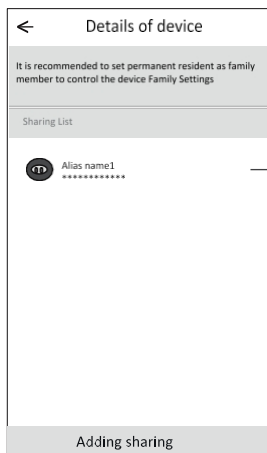 Details of device
It is recommended to set permanent resident as family
member to control the device Family Settings
Sharing List
Alias name1
************
Adding sharing